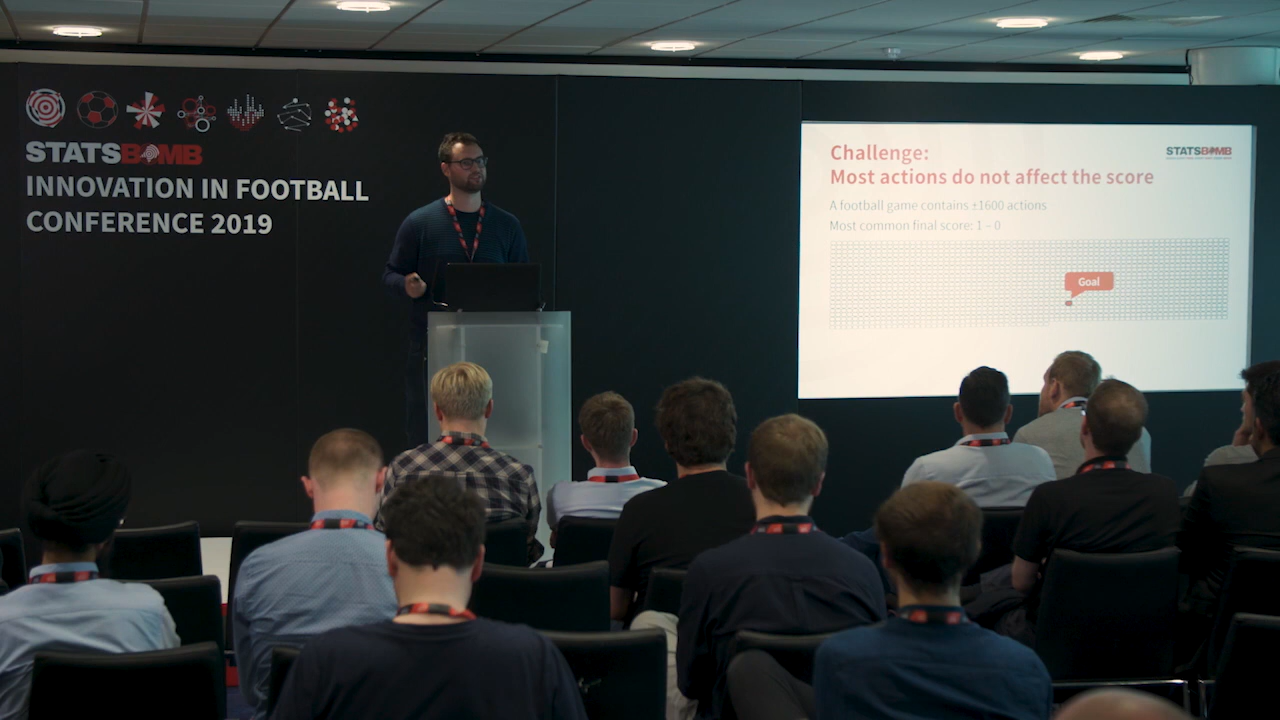 STATSBOMB
INNOVATION IN FOOTBALL
CONFERENCE 2019
Challenge:
Most actions do not affect the score
STATSBOMB
A football game contains ±1600 actions
Most common final score: 1 – 0
Goal